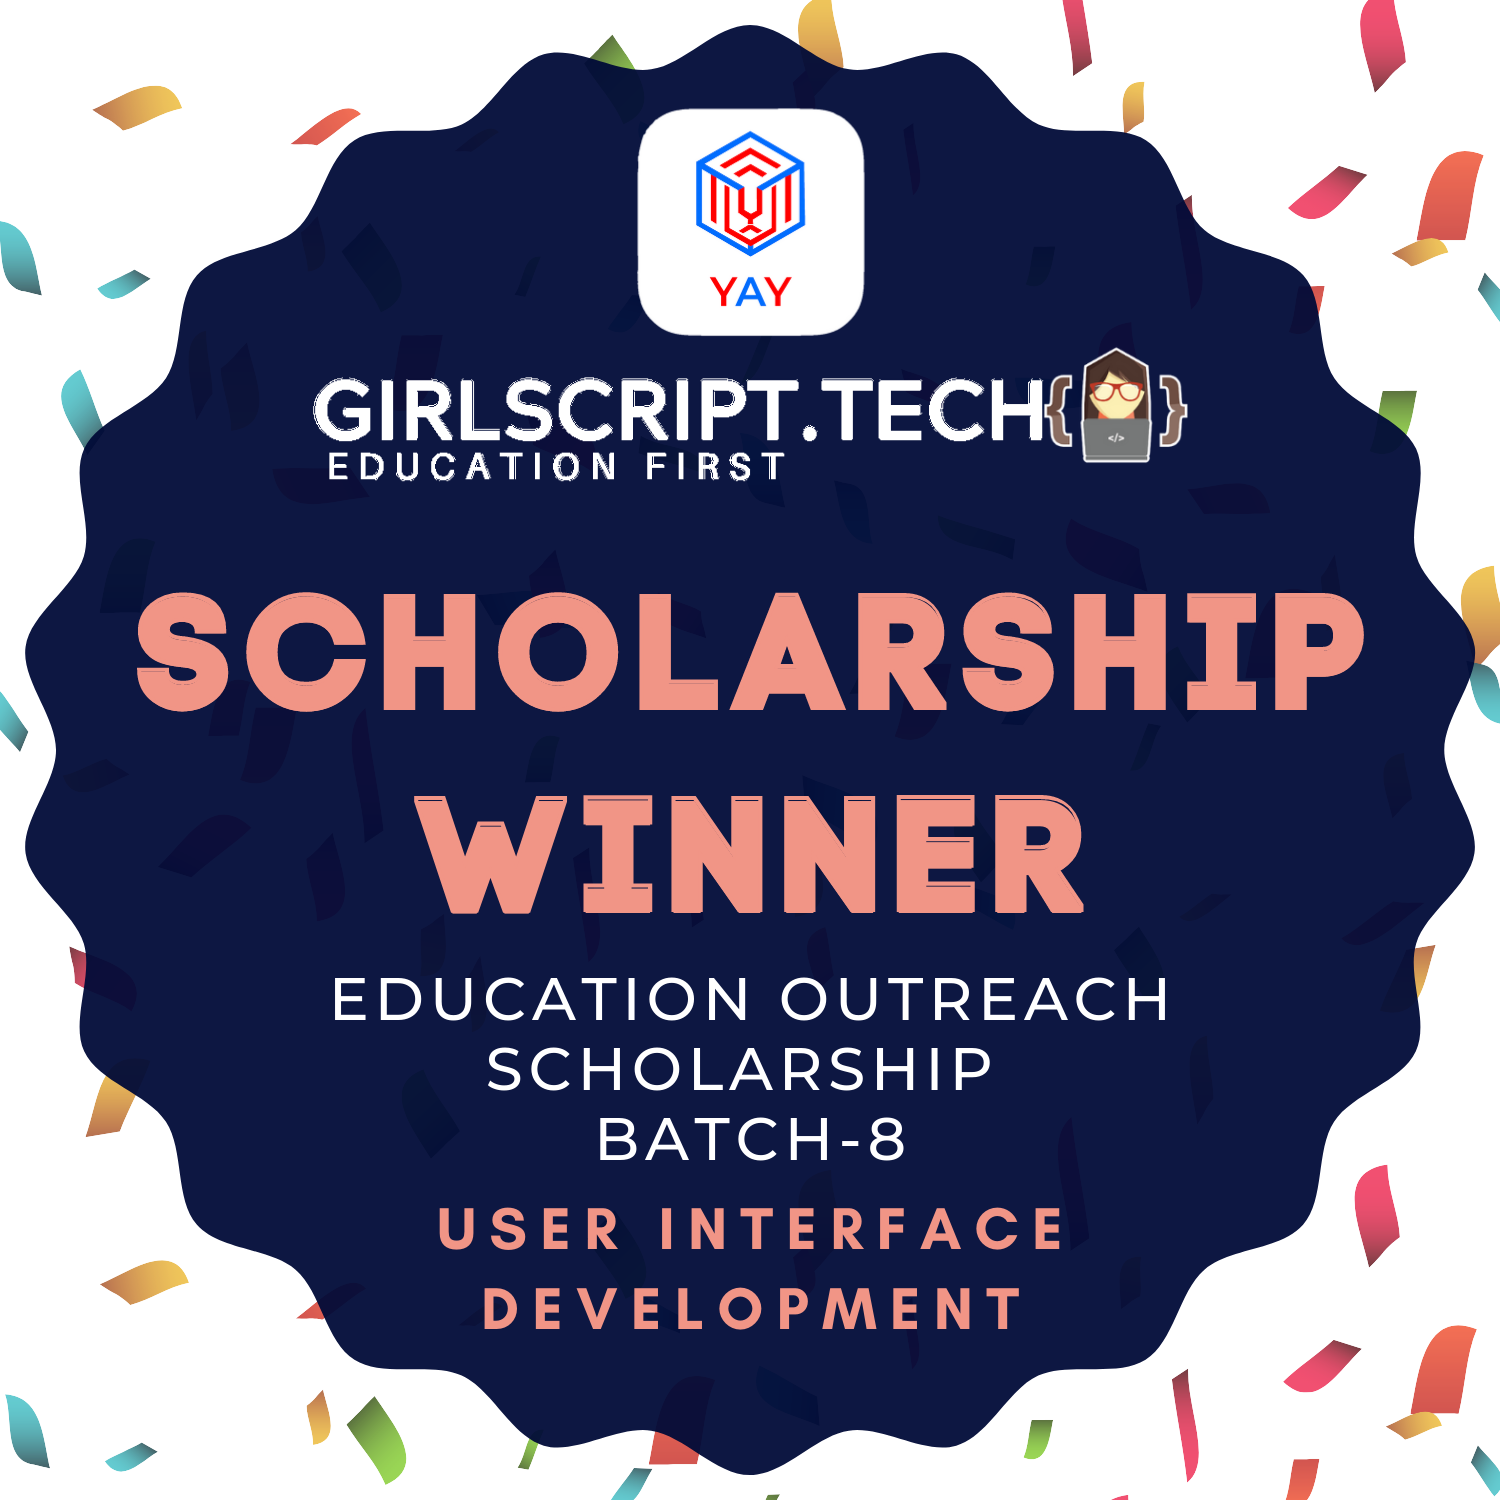 YAY
GIRLSCRIPT.TECH
EDUCATION FIRST
</>
SCHOLARSHIP
WINNER
EDUCATION OUTREACH
SCHOLARSHIP
BATCH-8
USER INTERFACE
DEVELOPMENT